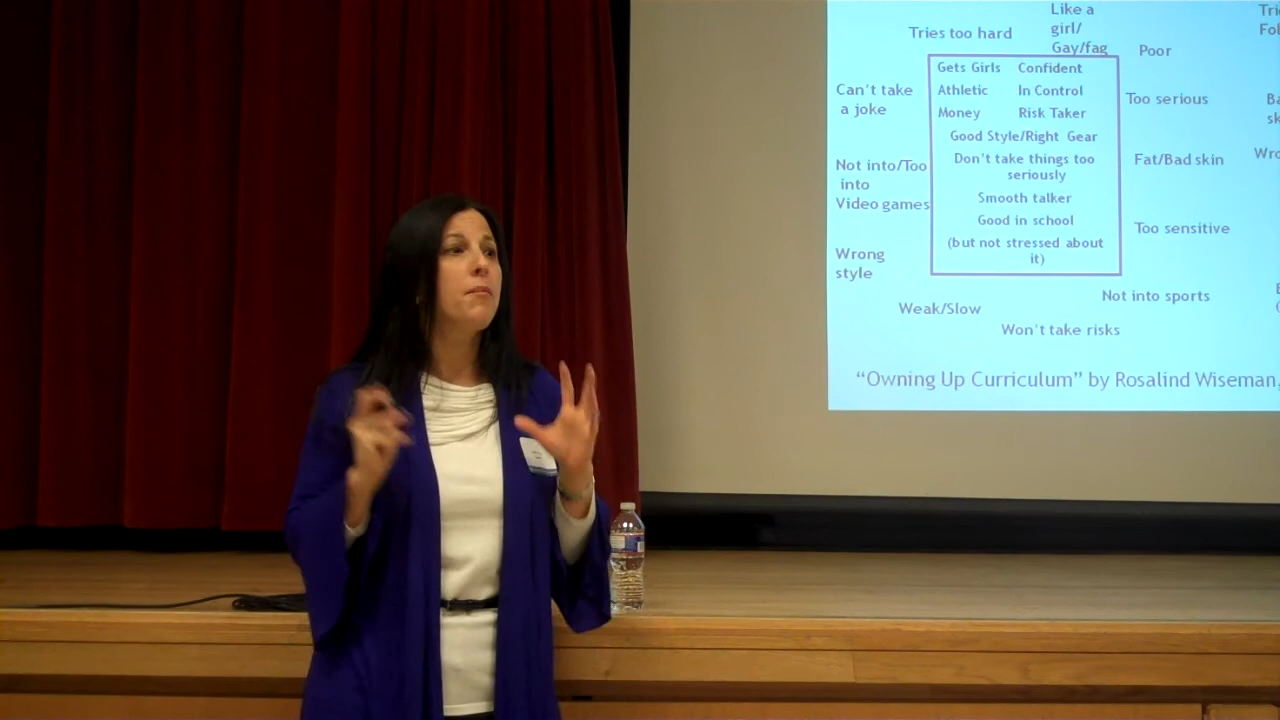 Like a
girl/
Gay/fag
Tries too hard
Poor
Gets Girls Confident
Athletic In Control
Money Risk Taker
Good Style/Right Gear
Don't take things too
seriously
Smooth talker
Good in school
(but not stressed about
it)
Can't take
a joke
Not into/Too
into
Video games
Wrong
style
Weak/Slow
Won't take risks
Not into sports
Too serious
Fat/Bad skin
Too sensitive
"Owning Up Curriculum" by Rosalind Wiseman,